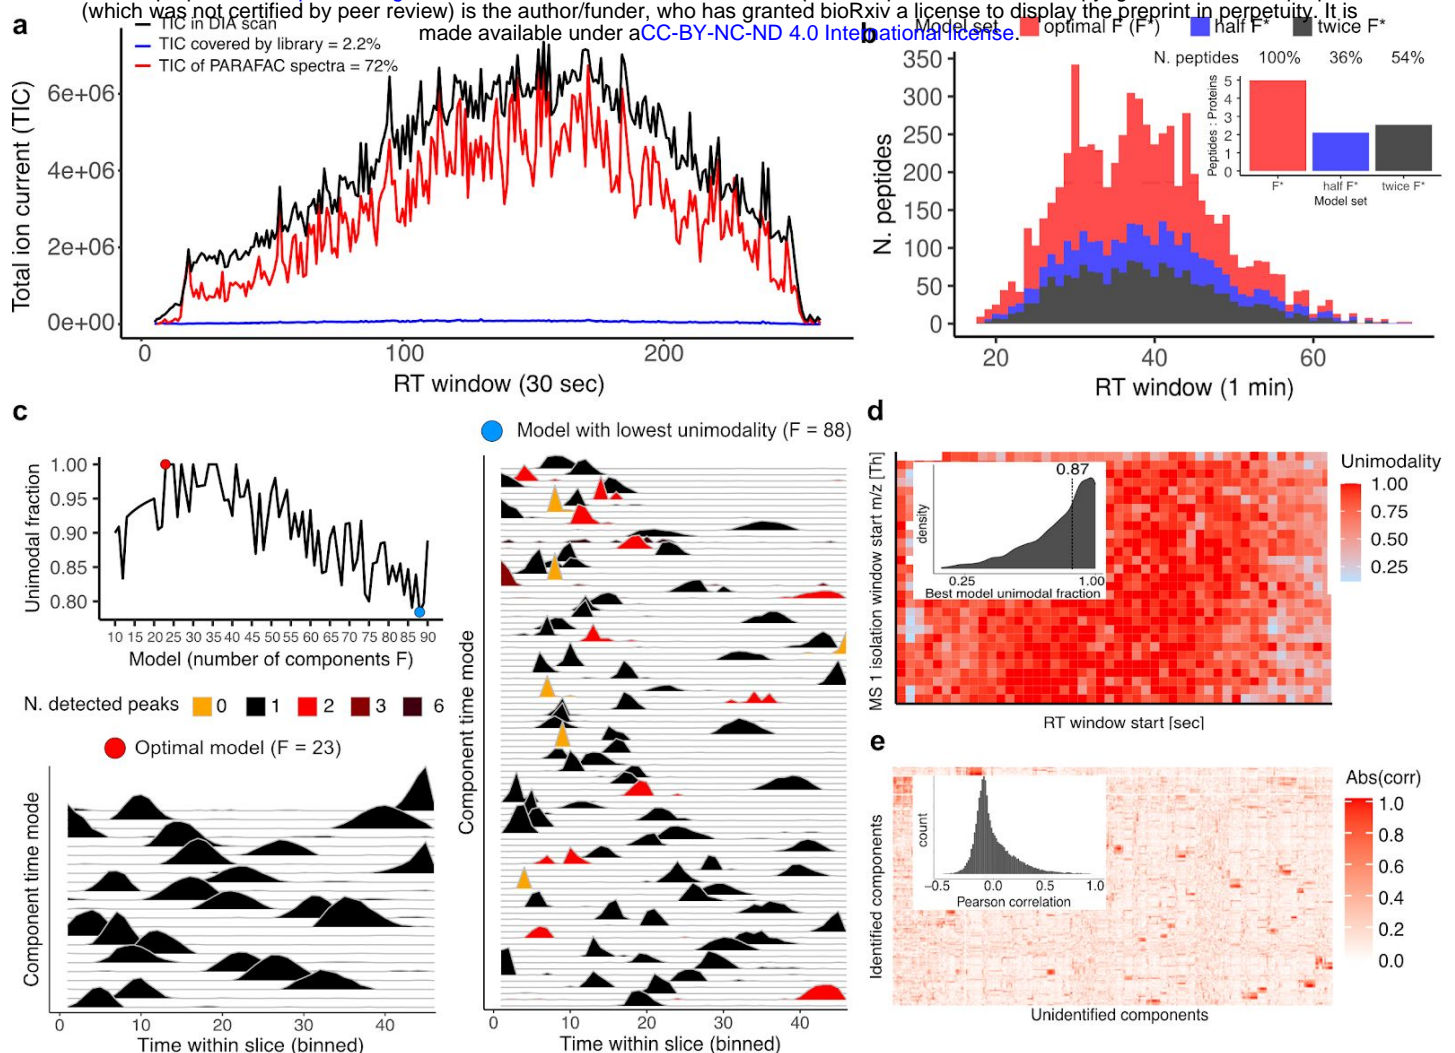 (which was not certified by peer review) is the author/funder, who has granted bioRxiv a license to display the preprint in perpetuity. It is
made available under aCC-BY-NC-ND 4.0 International license.
a
TIC in DIA scan
TIC covered by library = 2.2%
TIC of PARAFAC spectra = 72%
Total ion current (TIC)
6e+06
4e+06
2e+06
0e+00
0 100 200
RT window (30 sec)
b
Model set optimal F (F*) half F* twice F*
N. peptides 100% 36% 54%
N. peptides
350
300
250
200
150
100
50
0
20 40 60
RT window (1 min)
Peptides : Proteins
5
4
3
2
1
0
F* half F* twice F*
Model set
c
Unimodal fraction
1.00
0.95
0.90
0.85
0.80
10 15 20 25 30 35 40 45 50 55 60 65 70 75 80 85 90
Model (number of components F)
N. detected peaks 0 1 2 3 6
Optimal model (F = 23)
Component time mode
0 10 20 30 40
Time within slice (binned)
Model with lowest unimodality (F = 88)
Component time mode
0 10 20 30 40
Time within slice (binned)
d
MS 1 isolation window start m/z [Th]
0.87
density
0.25 1.00
Best model unimodal fraction
RT window start [sec]
Unimodality
1.00
0.75
0.50
0.25
e
Identified components
count
-0.5 0.0 0.5 1.0
Pearson correlation
Unidentified components
Abs(corr)
1.0
0.8
0.6
0.4
0.2
0.0